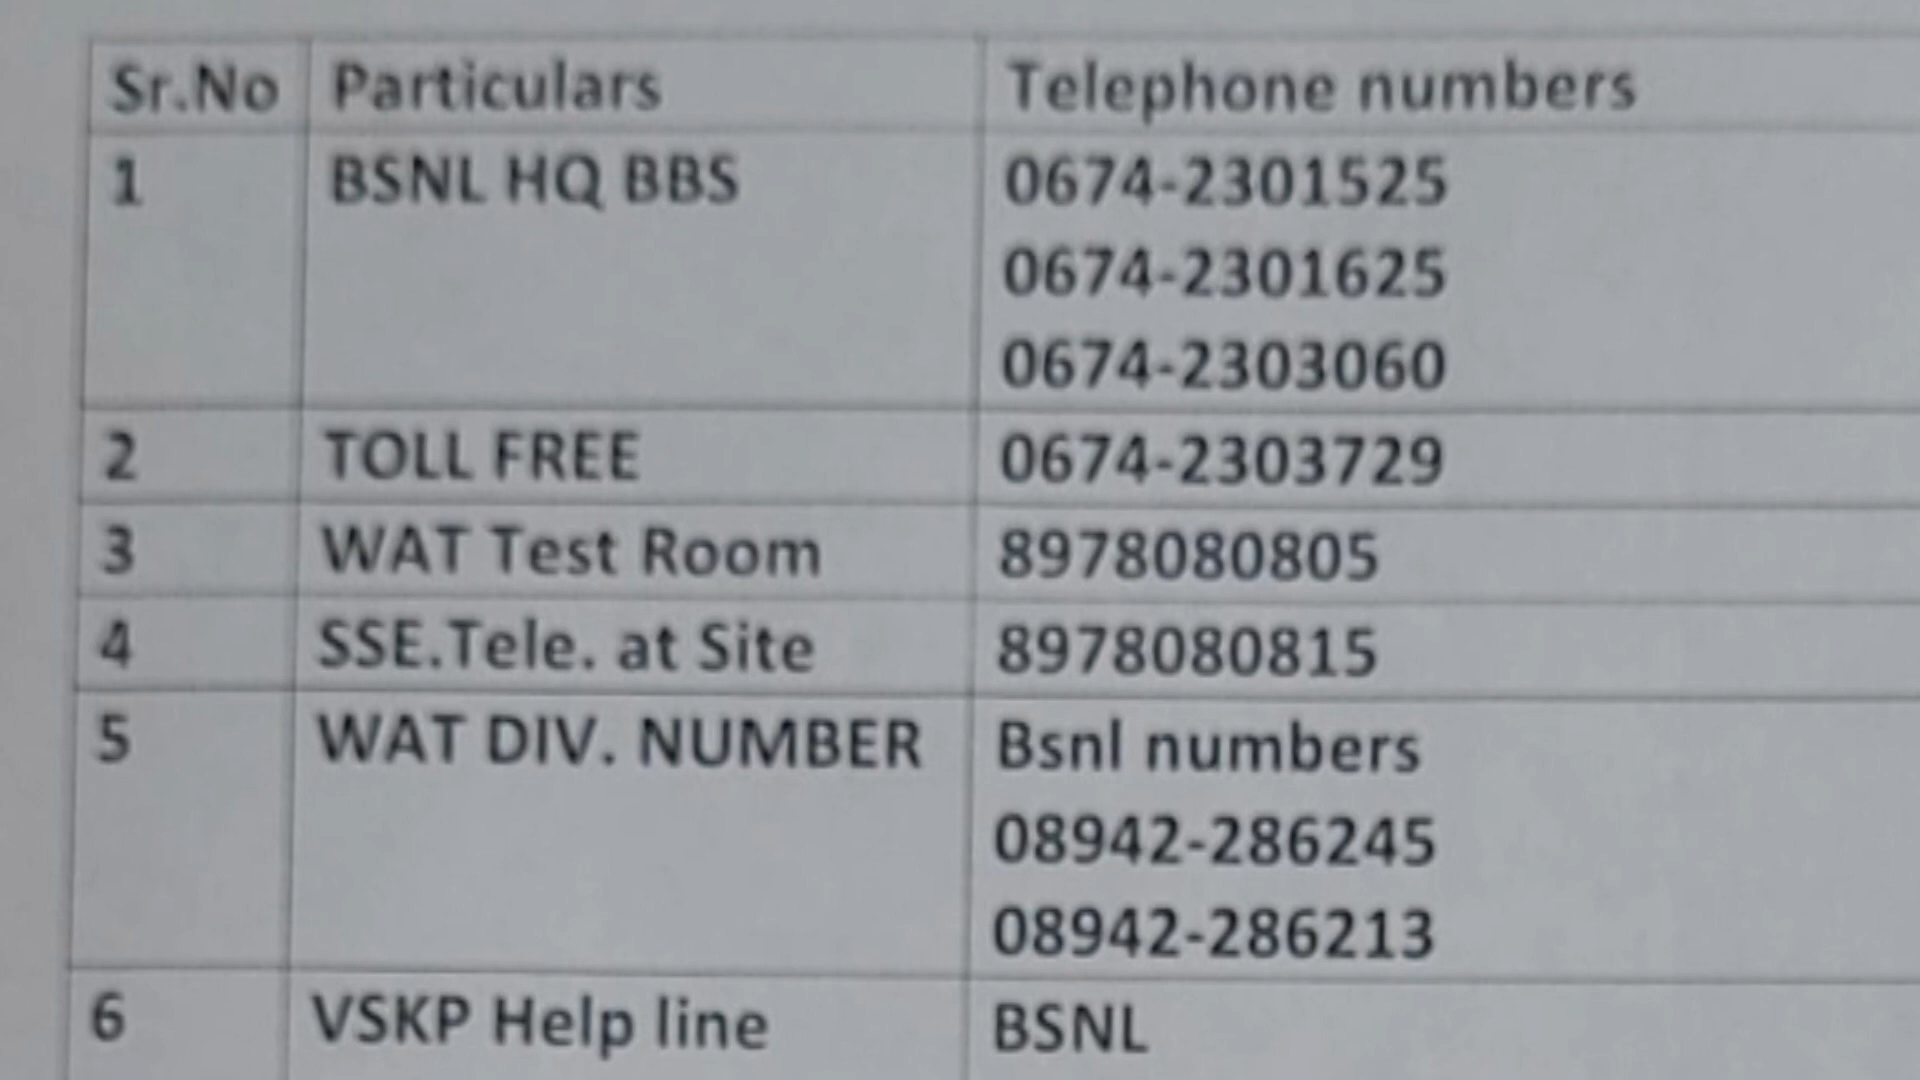 Sr.No Particulars Telephone numbers
1 BSNL HQ BBS 0674-2301525
0674-2301625
0674-2303060
2 TOLL FREE 0674-2303729
3 WAT Test Room 8978080805
4 SSE.Tele. at Site 8978080815
5 WAT DIV. NUMBER Bsnl numbers
08942-286245
08942-286213
6 VSKP Help line BSNL